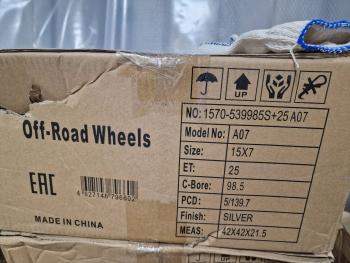 UP
NO: 1570-539985S+25 A07
Off-Road Wheels
Model No: A07
Size: 15X7
ET: 25
C-Bore: 98.5
PCD: 5/139.7
Finish: SILVER
MEAS: 42X42X21.5
EAC
4627146796602
MADE IN CHINA